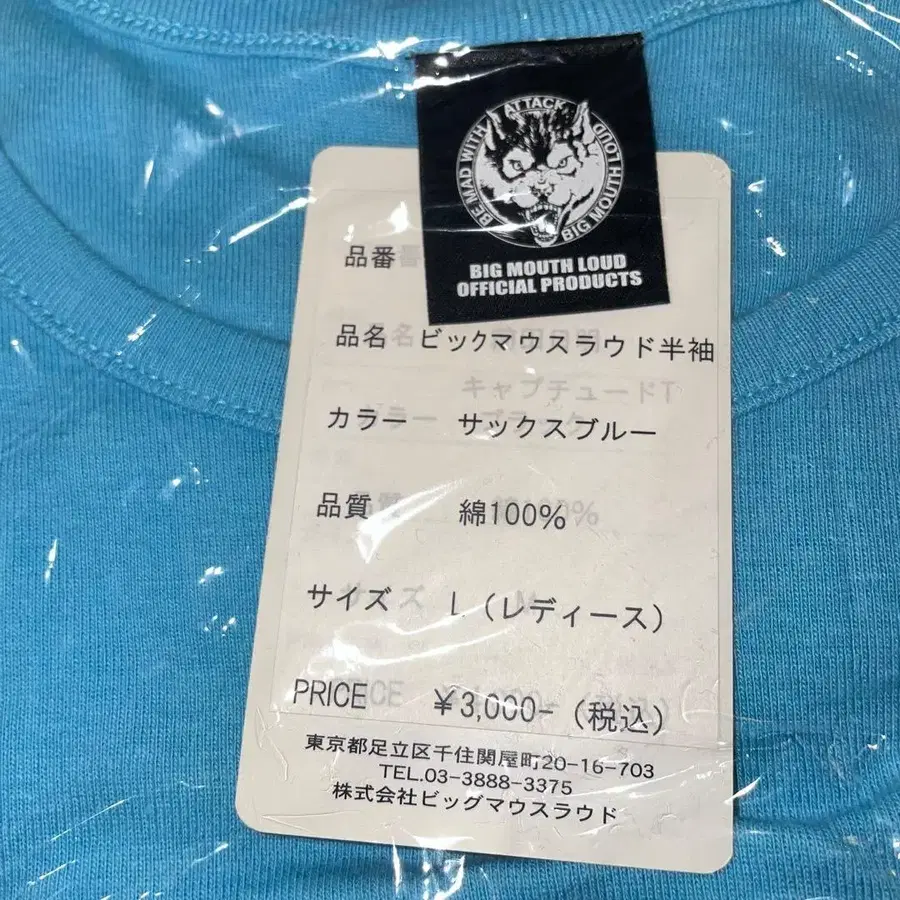 BE MAD WITH ATTACK BIG MOUTH LOUD
BIG MOUTH LOUD
OFFICIAL PRODUCTS
品番
品名 ビックマウスラウド半袖
キャプチュードT
カラー サックスブルー
品質 綿100%
サイズ L (レディース)
PRICE ¥3,000-(税込)
東京都足立区千住関屋町20-16-703
TEL.03-3888-3375
株式会社ビッグマウスラウド